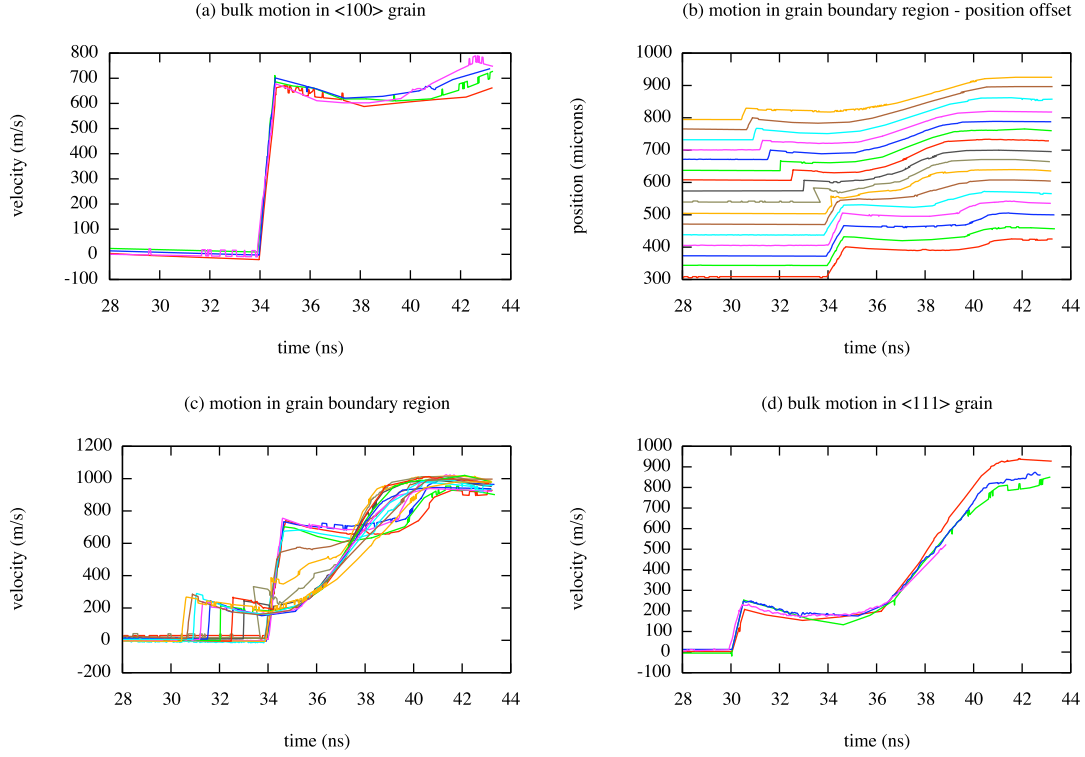 (a) bulk motion in <100> grain
velocity (m/s)
800
700
600
500
400
300
200
100
0
-100
28 30 32 34 36 38 40 42 44
time (ns)
(b) motion in grain boundary region - position offset
position (microns)
1000
900
800
700
600
500
400
300
28 30 32 34 36 38 40 42 44
time (ns)
(c) motion in grain boundary region
velocity (m/s)
1200
1000
800
600
400
200
0
-200
28 30 32 34 36 38 40 42 44
time (ns)
(d) bulk motion in <111> grain
velocity (m/s)
1000
900
800
700
600
500
400
300
200
100
0
-100
28 30 32 34 36 38 40 42 44
time (ns)